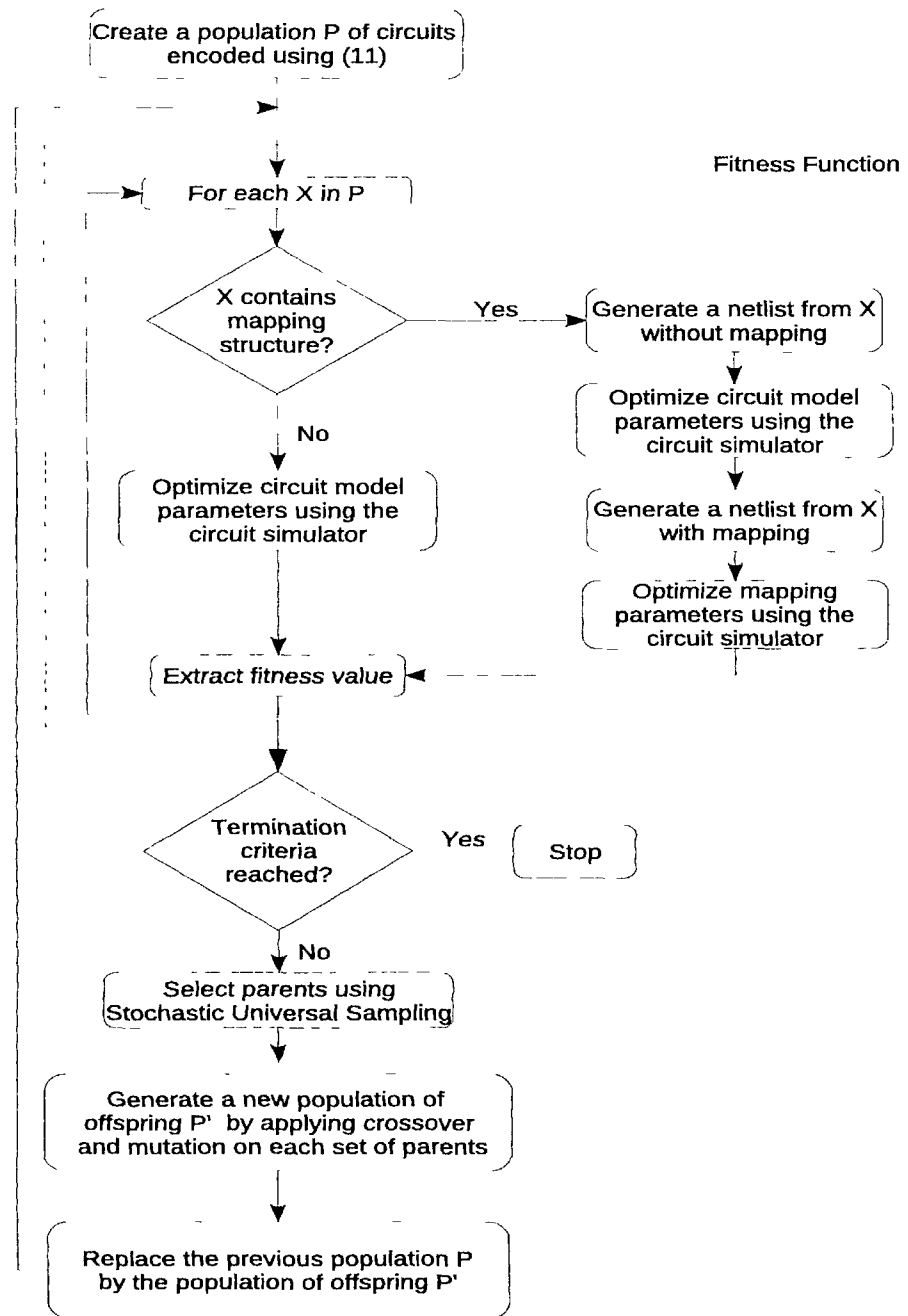 Create a population P of circuits
encoded using (11)
Fitness Function
For each X in P
X contains
mapping
structure?
Yes
Generate a netlist from X
without mapping
Optimize circuit model
parameters using the
circuit simulator
No
Optimize circuit model
parameters using the
circuit simulator
Generate a netlist from X
with mapping
Optimize mapping
parameters using the
circuit simulator
Extract fitness value
Termination
criteria
reached?
Yes
Stop
No
Select parents using
Stochastic Universal Sampling
Generate a new population of
offspring P' by applying crossover
and mutation on each set of parents
Replace the previous population P
by the population of offspring P'